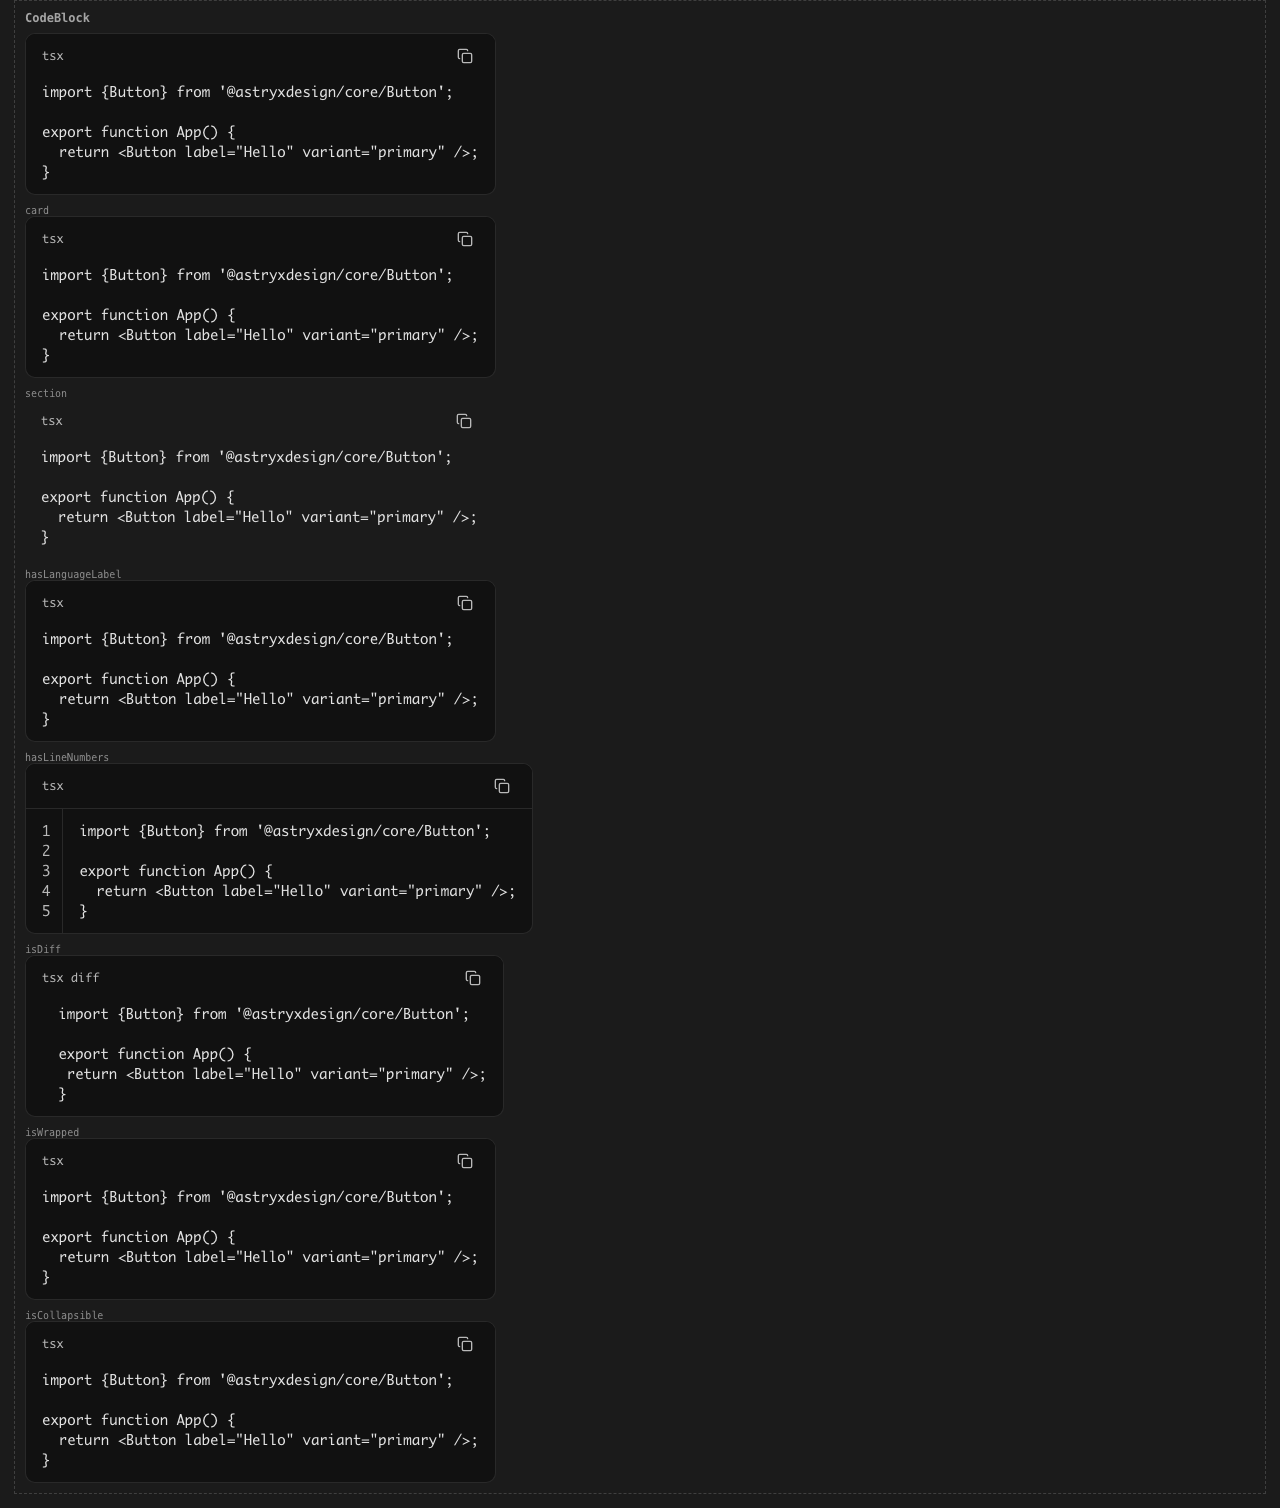 CodeBlock
tsx
import {Button} from '@astryxdesign/core/Button';
export function App() {
  return <Button label="Hello" variant="primary" />;
}
card
tsx
import {Button} from '@astryxdesign/core/Button';
export function App() {
  return <Button label="Hello" variant="primary" />;
}
section
tsx
import {Button} from '@astryxdesign/core/Button';
export function App() {
  return <Button label="Hello" variant="primary" />;
}
hasLanguageLabel
tsx
import {Button} from '@astryxdesign/core/Button';
export function App() {
  return <Button label="Hello" variant="primary" />;
}
hasLineNumbers
tsx
1 import {Button} from '@astryxdesign/core/Button';
2
3 export function App() {
4   return <Button label="Hello" variant="primary" />;
5 }
isDiff
tsx diff
import {Button} from '@astryxdesign/core/Button';
export function App() {
 return <Button label="Hello" variant="primary" />;
}
isWrapped
tsx
import {Button} from '@astryxdesign/core/Button';
export function App() {
  return <Button label="Hello" variant="primary" />;
}
isCollapsible
tsx
import {Button} from '@astryxdesign/core/Button';
export function App() {
  return <Button label="Hello" variant="primary" />;
}